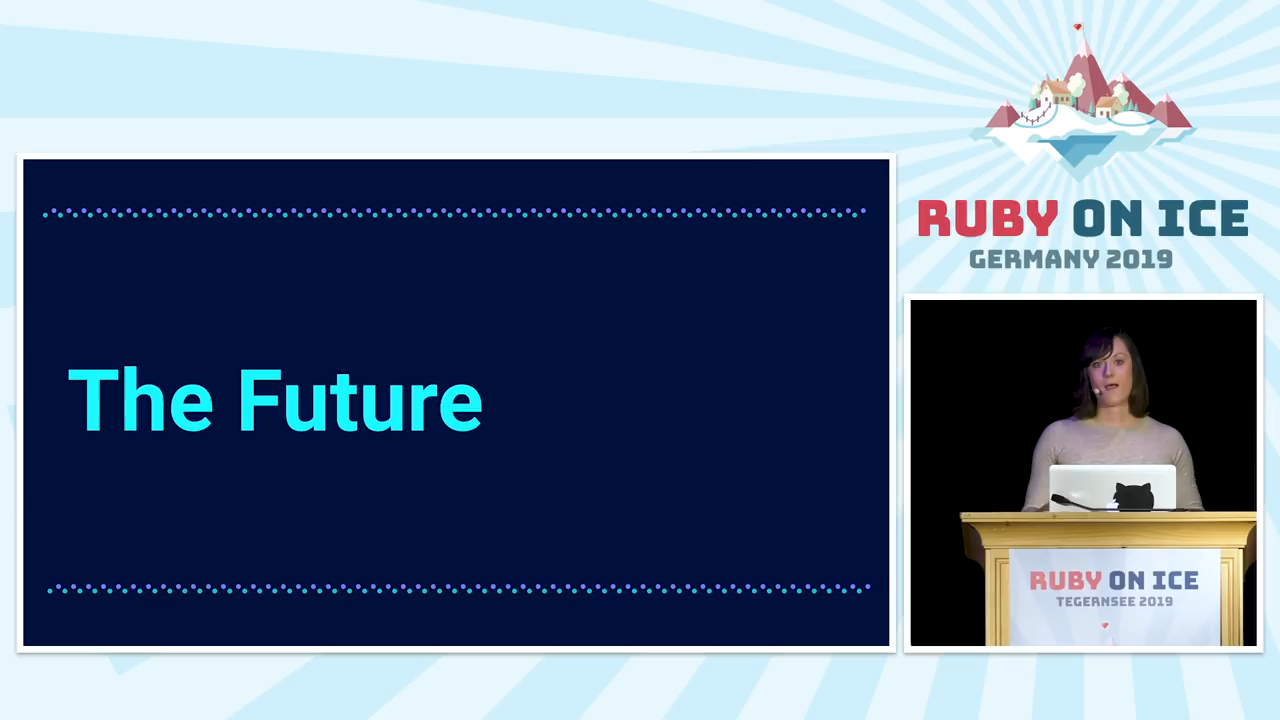 The Future
RUBY ON ICE
GERMANY 2019
RUBY ON ICE
TEGERNSEE 2019